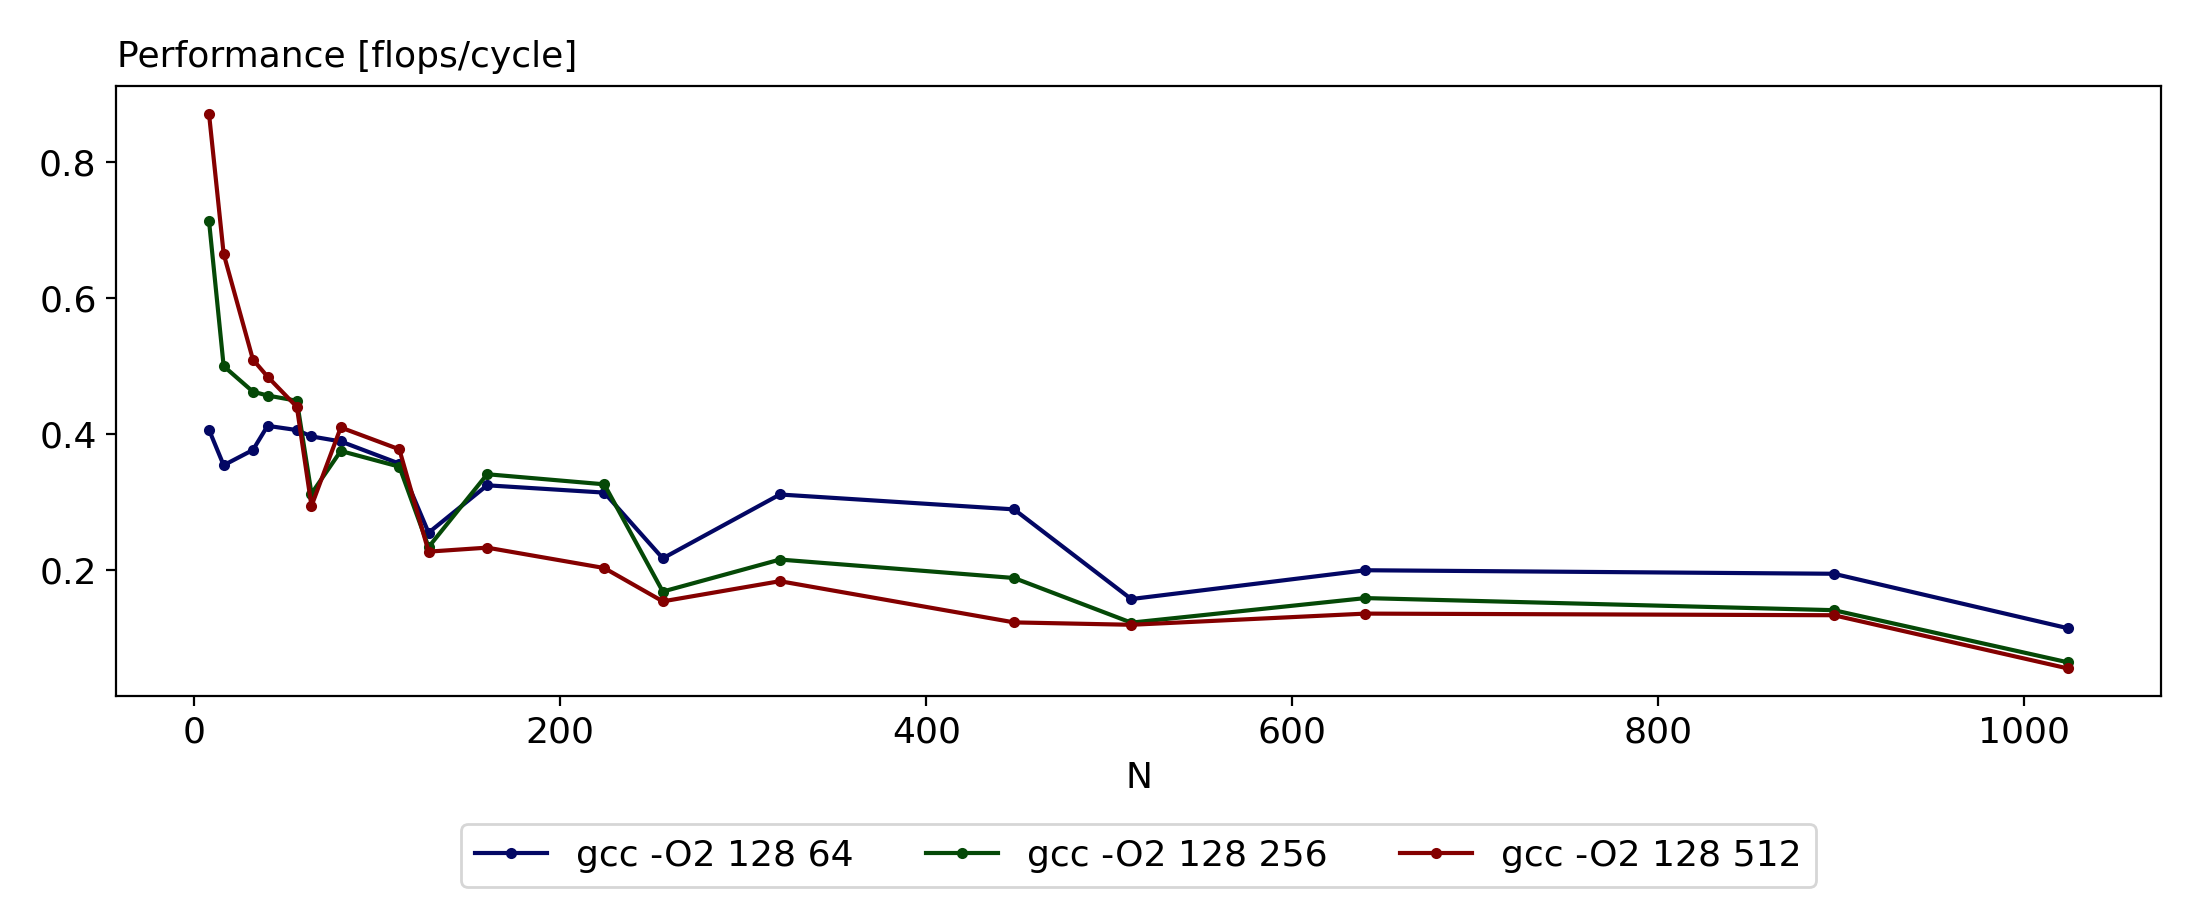 Performance [flops/cycle]
0.8
0.6
0.4
0.2
0 200 400 600 800 1000
N
gcc -O2 128 64 gcc -O2 128 256 gcc -O2 128 512